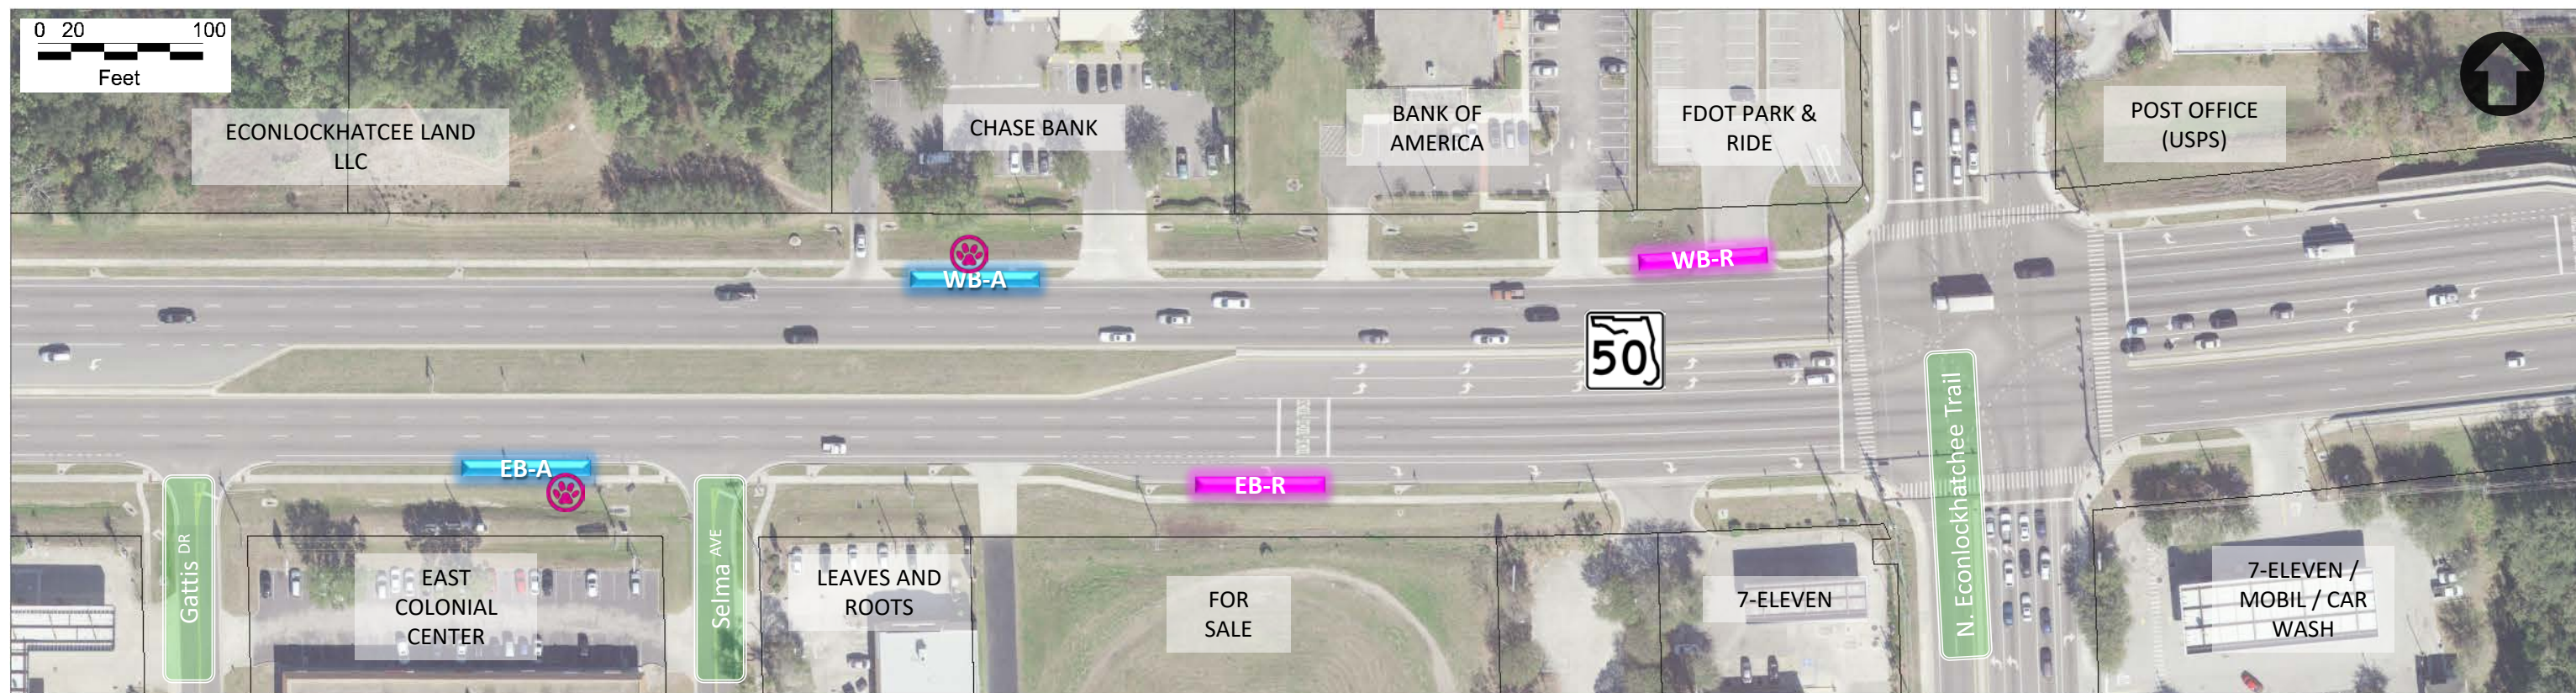 0 20 100
Feet
ECONLOCKHATCEE LAND
LLC
CHASE BANK
BANK OF
AMERICA
FDOT PARK &
RIDE
POST OFFICE
(USPS)
WB-A
WB-R
50
EB-A
EB-R
Gattis DR
EAST
COLONIAL
CENTER
Selma AVE
LEAVES AND
ROOTS
FOR
SALE
7-ELEVEN
N. Econlockhatchee Trail
7-ELEVEN /
MOBIL / CAR
WASH